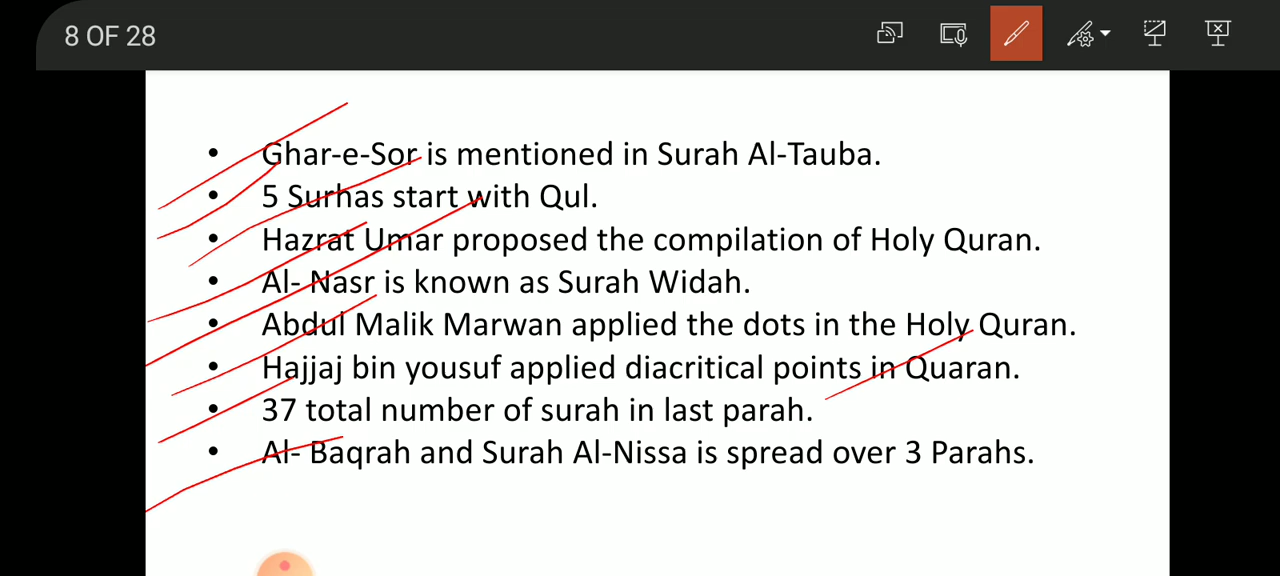 8 OF 28
• Ghar-e-Sor is mentioned in Surah Al-Tauba.
• 5 Surhas start with Qul.
• Hazrat Umar proposed the compilation of Holy Quran.
• Al- Nasr is known as Surah Widah.
• Abdul Malik Marwan applied the dots in the Holy Quran.
• Hajjaj bin yousuf applied diacritical points in Quaran.
• 37 total number of surah in last parah.
• Al- Baqrah and Surah Al-Nissa is spread over 3 Parahs.